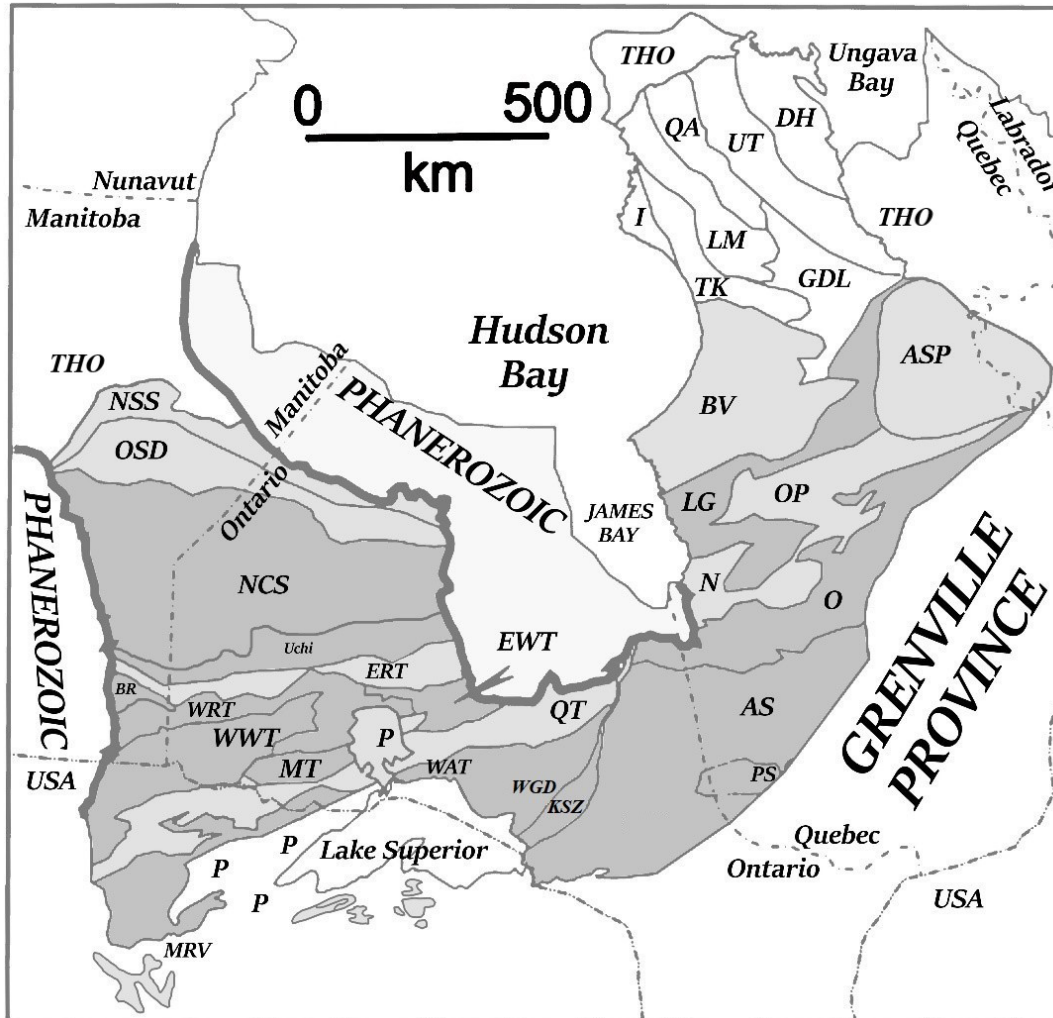 THO
Ungava
Bay
0 500
km
QA
UT
DH
Labrador
Quebec
Nunavut
Manitoba
I
LM
THO
TK
GDL
Hudson
Bay
THO
NSS
Manitoba
PHANEROZOIC
BV
ASP
OSD
Ontario
PHANEROZOIC
LG
OP
JAMES
BAY
NCS
N
O
Uchi
EWT
GRENVILLE
PROVINCE
BR
ERT
WRT
QT
AS
WWT
P
USA
MT
WAT
WGD
PS
KSZ
P
P
Lake Superior
Quebec
Ontario
P
USA
MRV